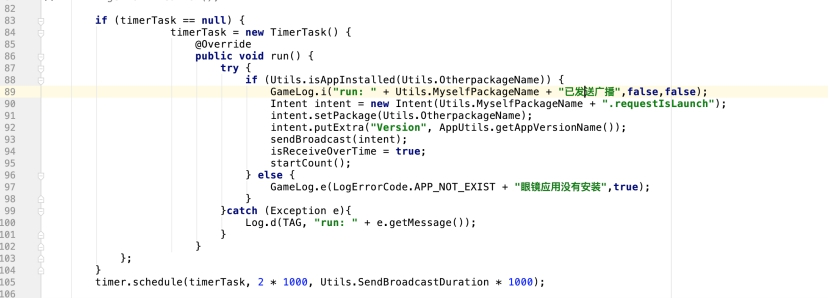 82
83 if (timerTask == null) {
84 timerTask = new TimerTask() {
85 @Override
86 public void run() {
87 try {
88 if (Utils.isAppInstalled(Utils.OtherpackageName)) {
89 GameLog.i("run: " + Utils.MyselfPackageName + "已发送广播",false,false);
90 Intent intent = new Intent(Utils.MyselfPackageName + ".requestIsLaunch");
91 intent.setPackage(Utils.OtherpackageName);
92 intent.putExtra("Version", AppUtils.getAppVersionName());
93 sendBroadcast(intent);
94 isReceiveOverTime = true;
95 startCount();
96 } else {
97 GameLog.e(LogErrorCode.APP_NOT_EXIST + "眼镜应用没有安装",true);
98 }
99 }catch (Exception e){
100 Log.d(TAG, "run: " + e.getMessage());
101 }
102 }
103 };
104 }
105 timer.schedule(timerTask, 2 * 1000, Utils.SendBroadcastDuration * 1000);
106